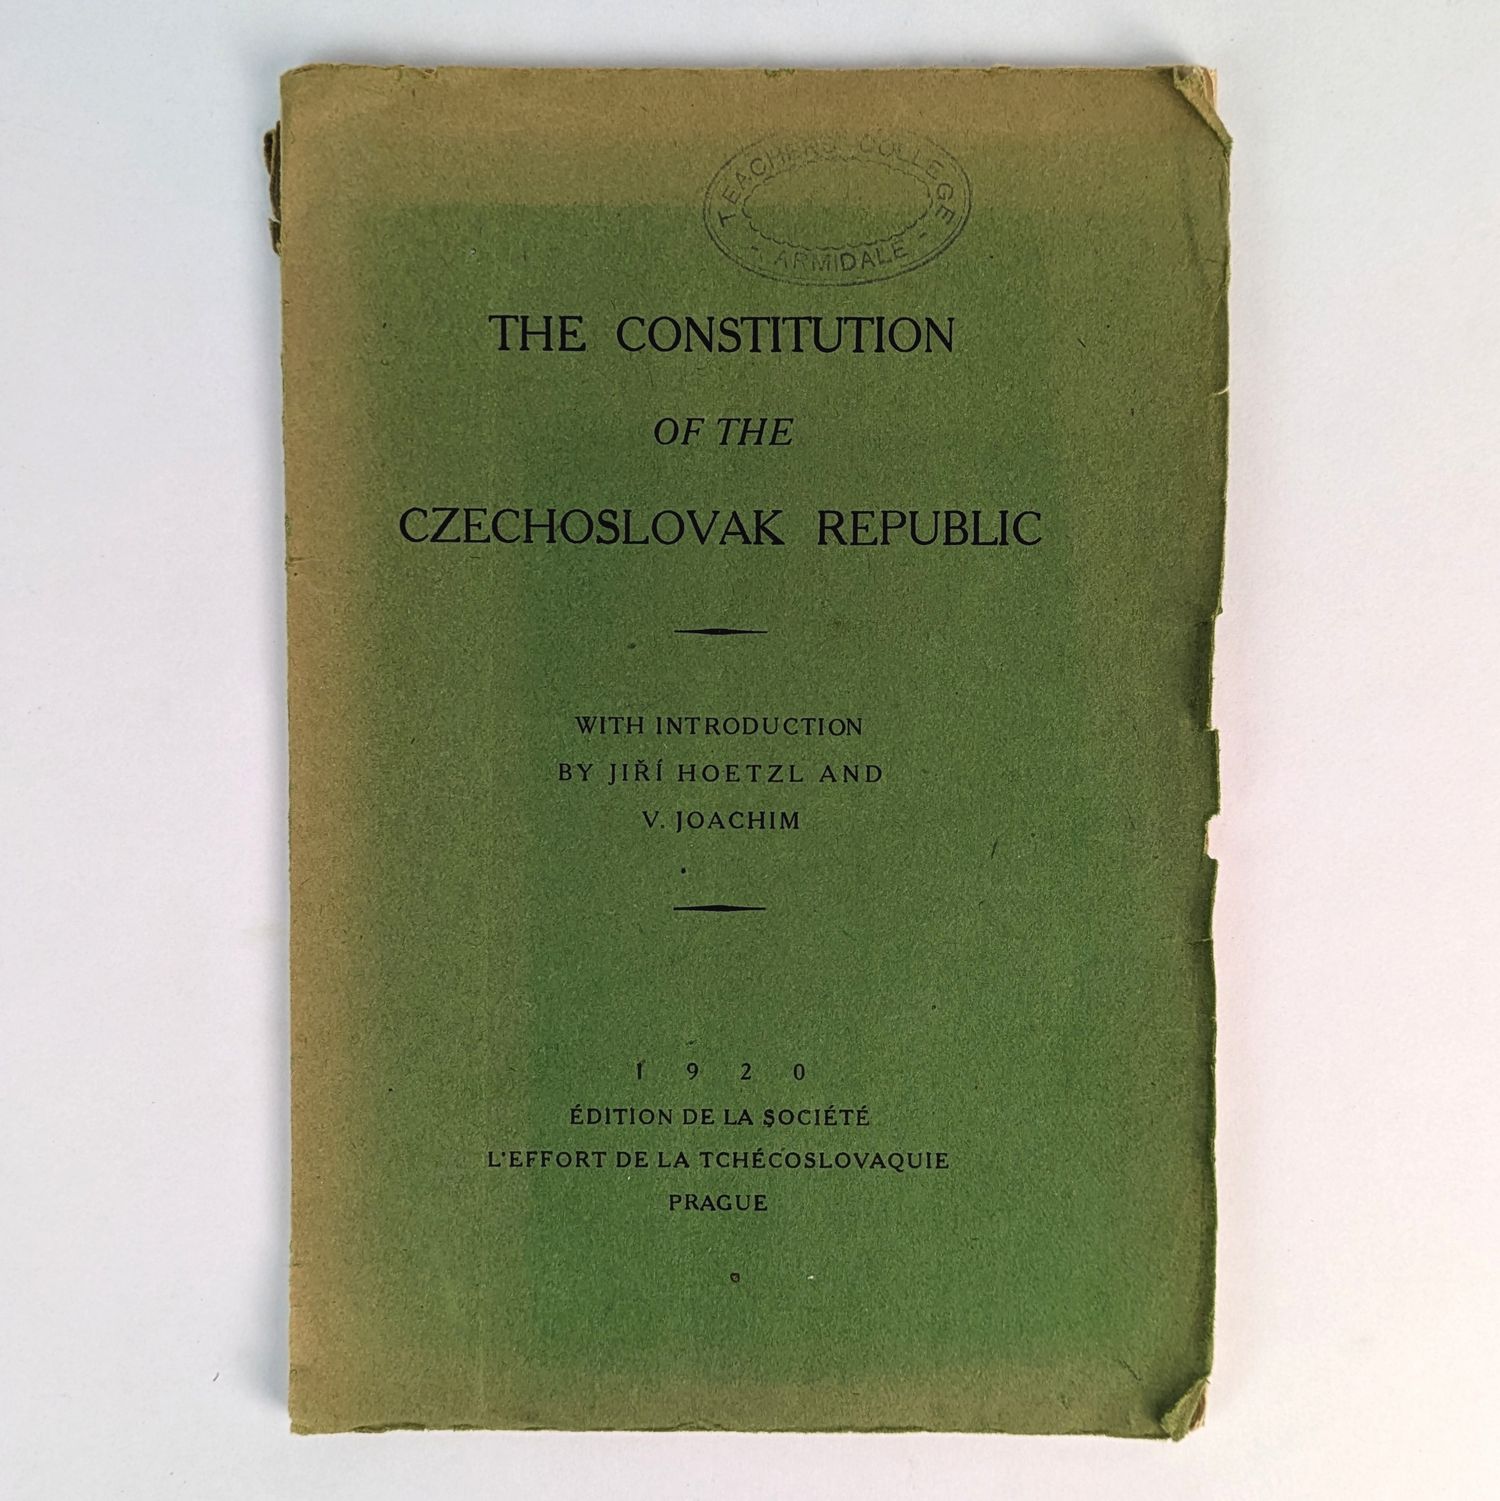 TEACHERS' COLLEGE
- ARMIDALE -
THE CONSTITUTION
OF THE
CZECHOSLOVAK REPUBLIC
WITH INTRODUCTION
BY JIŘÍ HOETZL AND
V. JOACHIM
1 9 2 0
ÉDITION DE LA SOCIÉTÉ
L'EFFORT DE LA TCHÉCOSLOVAQUIE
PRAGUE